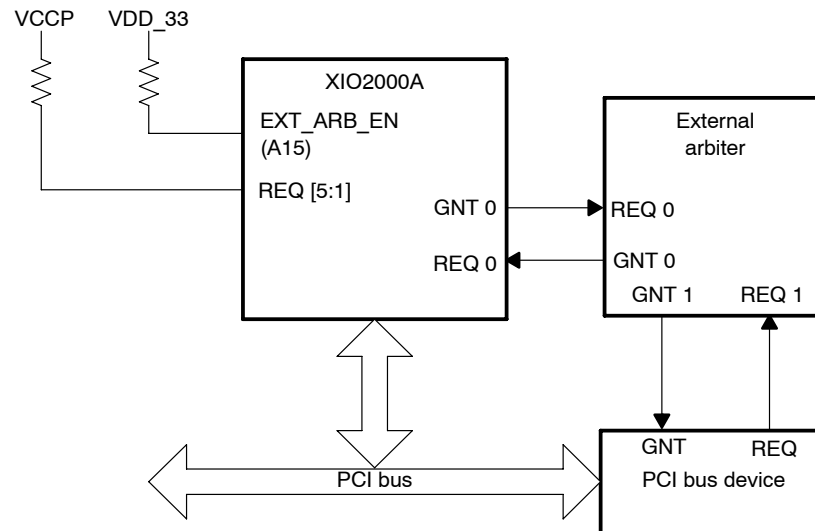 VCCP
VDD_33
XIO2000A
EXT_ARB_EN
(A15)
REQ [5:1]
GNT 0
REQ 0
External
arbiter
REQ 0
GNT 0
GNT 1
REQ 1
GNT
REQ
PCI bus device
PCI bus